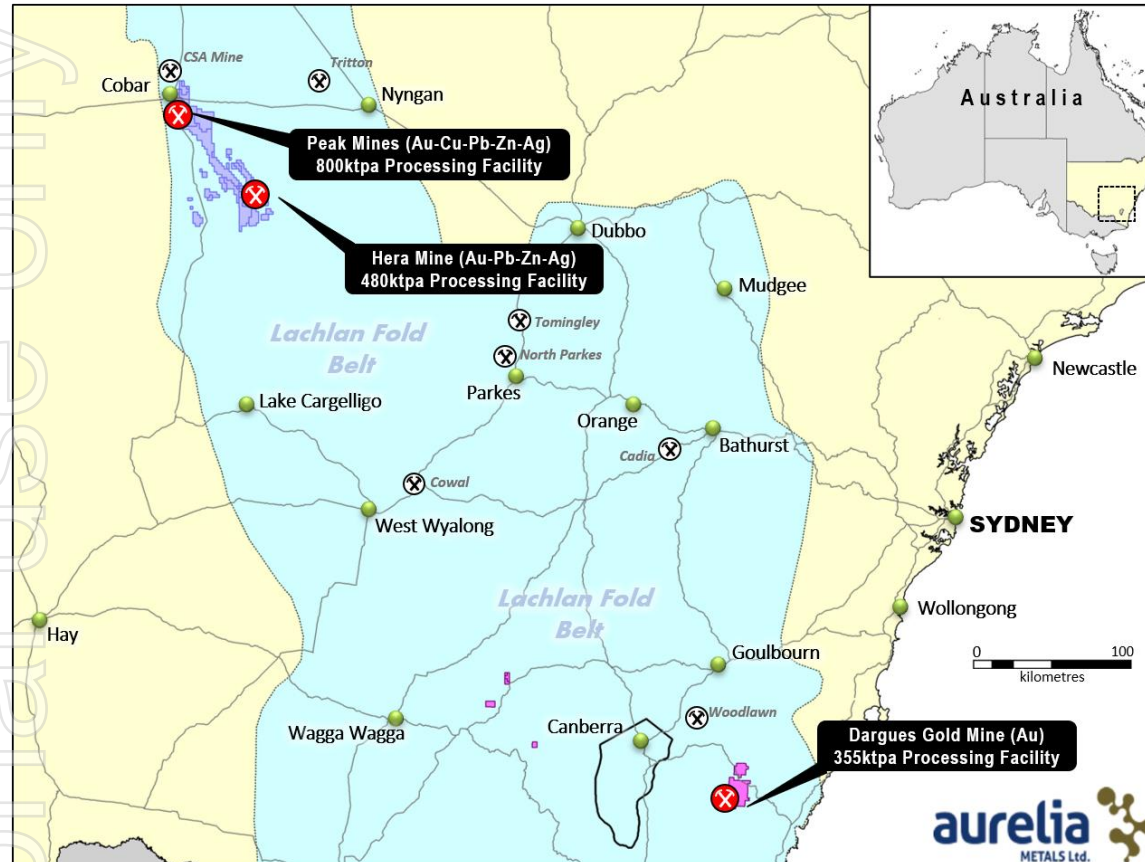 CSA Mine
Tritton
Cobar
Nyngan
Australia
Peak Mines (Au-Cu-Pb-Zn-Ag)
800ktpa Processing Facility
Dubbo
Hera Mine (Au-Pb-Zn-Ag)
480ktpa Processing Facility
Mudgee
Tomingley
Lachlan Fold
Belt
North Parkes
Newcastle
Parkes
Lake Cargelligo
Orange
Bathurst
Cadia
Cowal
West Wyalong
SYDNEY
Lachlan Fold
Belt
Wollongong
Hay
Goulbourn
0 100
kilometres
Woodlawn
Wagga Wagga
Canberra
Dargues Gold Mine (Au)
355ktpa Processing Facility
aurelia
METALS Ltd.